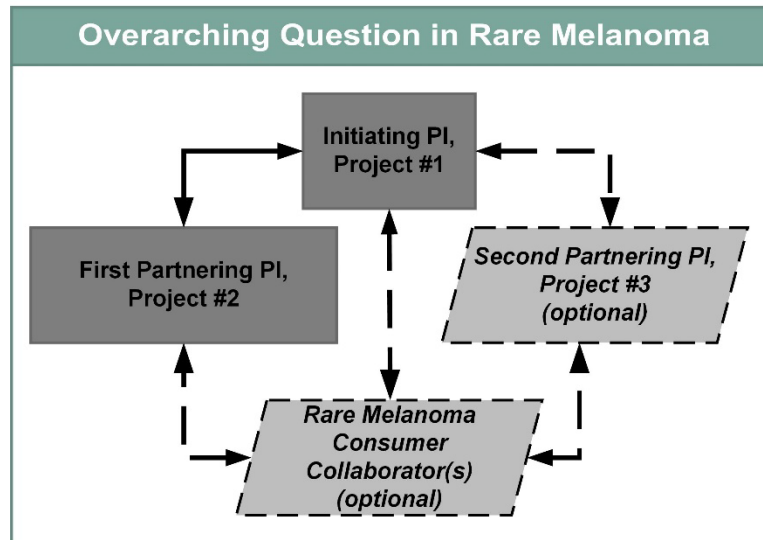 Overarching Question in Rare Melanoma
Initiating PI,
Project #1
First Partnering PI,
Project #2
Second Partnering PI,
Project #3
(optional)
Rare Melanoma
Consumer
Collaborator(s)
(optional)